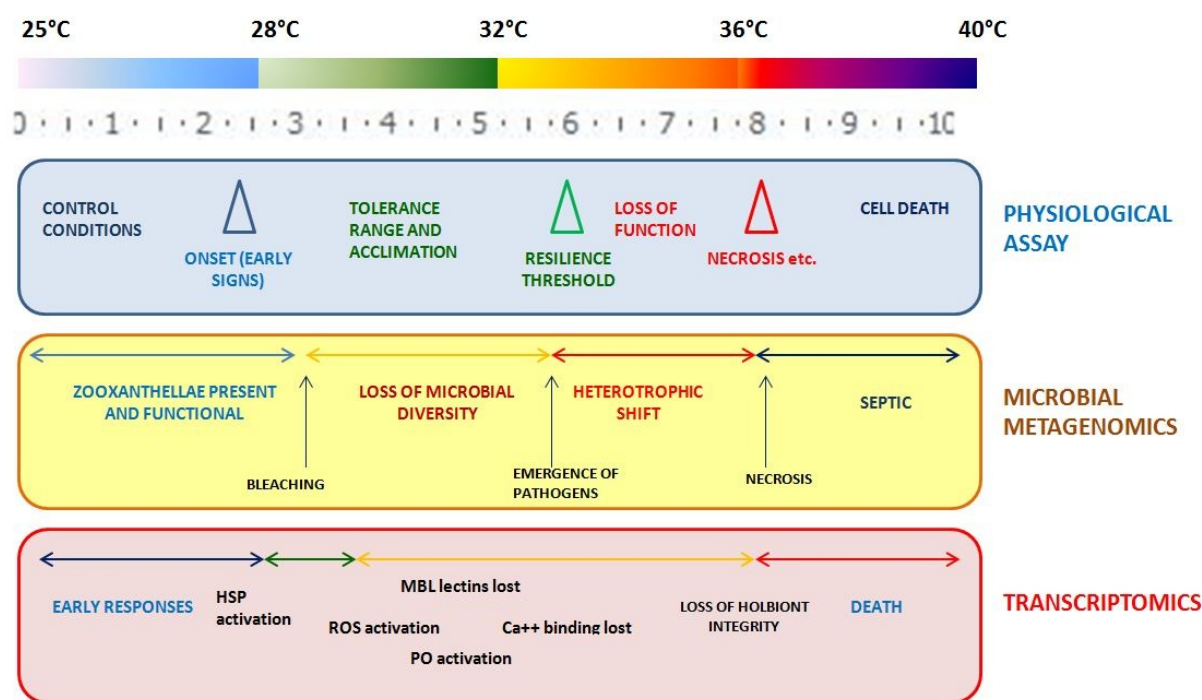 25°C 28°C 32°C 36°C 40°C
0 1 2 3 4 5 6 7 8 9 10
CONTROL
CONDITIONS
ONSET (EARLY
SIGNS)
TOLERANCE
RANGE AND
ACCLIMATION
RESILIENCE
THRESHOLD
LOSS OF
FUNCTION
NECROSIS etc.
CELL DEATH
PHYSIOLOGICAL
ASSAY
ZOOXANTHELLAE PRESENT
AND FUNCTIONAL
BLEACHING
LOSS OF MICROBIAL
DIVERSITY
EMERGENCE OF
PATHOGENS
HETEROTROPHIC
SHIFT
NECROSIS
SEPTIC
MICROBIAL
METAGENOMICS
EARLY RESPONSES
HSP
activation
ROS activation
MBL lectins lost
PO activation
Ca++ binding lost
LOSS OF HOLBIONT
INTEGRITY
DEATH
TRANSCRIPTOMICS